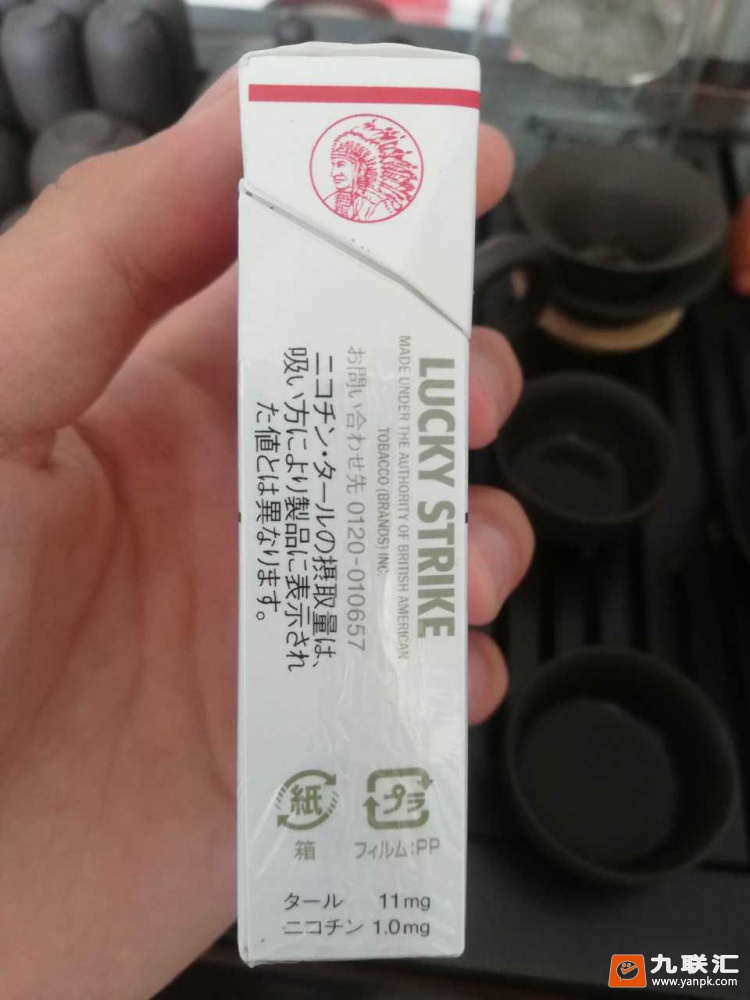 LUCKY STRIKE
MADE UNDER THE AUTHORITY OF BRITISH AMERICAN
TOBACCO (BRANDS) INC.
お問い合わせ先 0120-010657
ニコチン・タールの摂取量は、
吸い方により製品に表示され
た値とは異なります。
紙
箱
プラ
フィルム:PP
タール 11mg
ニコチン 1.0mg
九联汇
www.yanpk.com